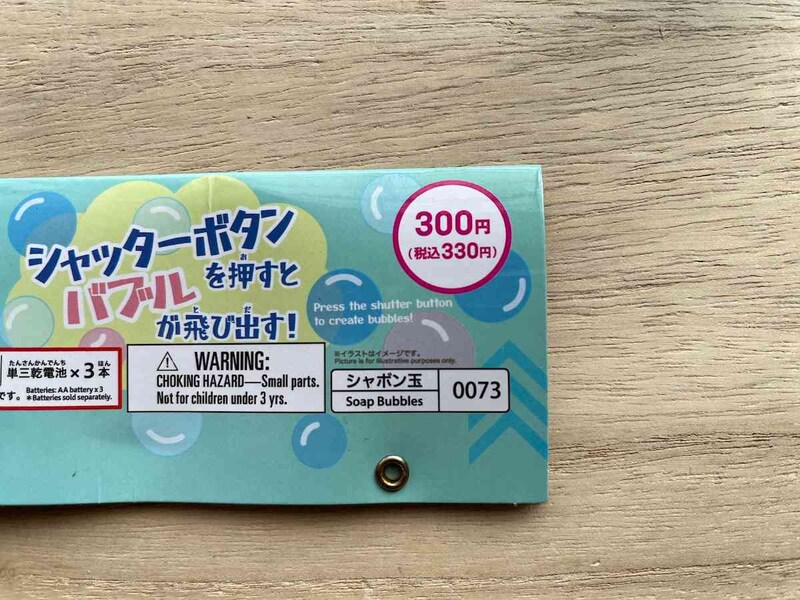 シャッターボタン
を押すと
お
バブル
が飛び出す!
と だ
300円
(税込330円)
Press the shutter button
to create bubbles!
たんさんかんでんち ほん
単三乾電池×3本
Batteries: AA battery x 3
です。 ※Batteries sold separately.
WARNING:
CHOKING HAZARD—Small parts.
Not for children under 3 yrs.
※イラストはイメージです。
Picture is for illustrative purposes only.
シャボン玉
Soap Bubbles
0073